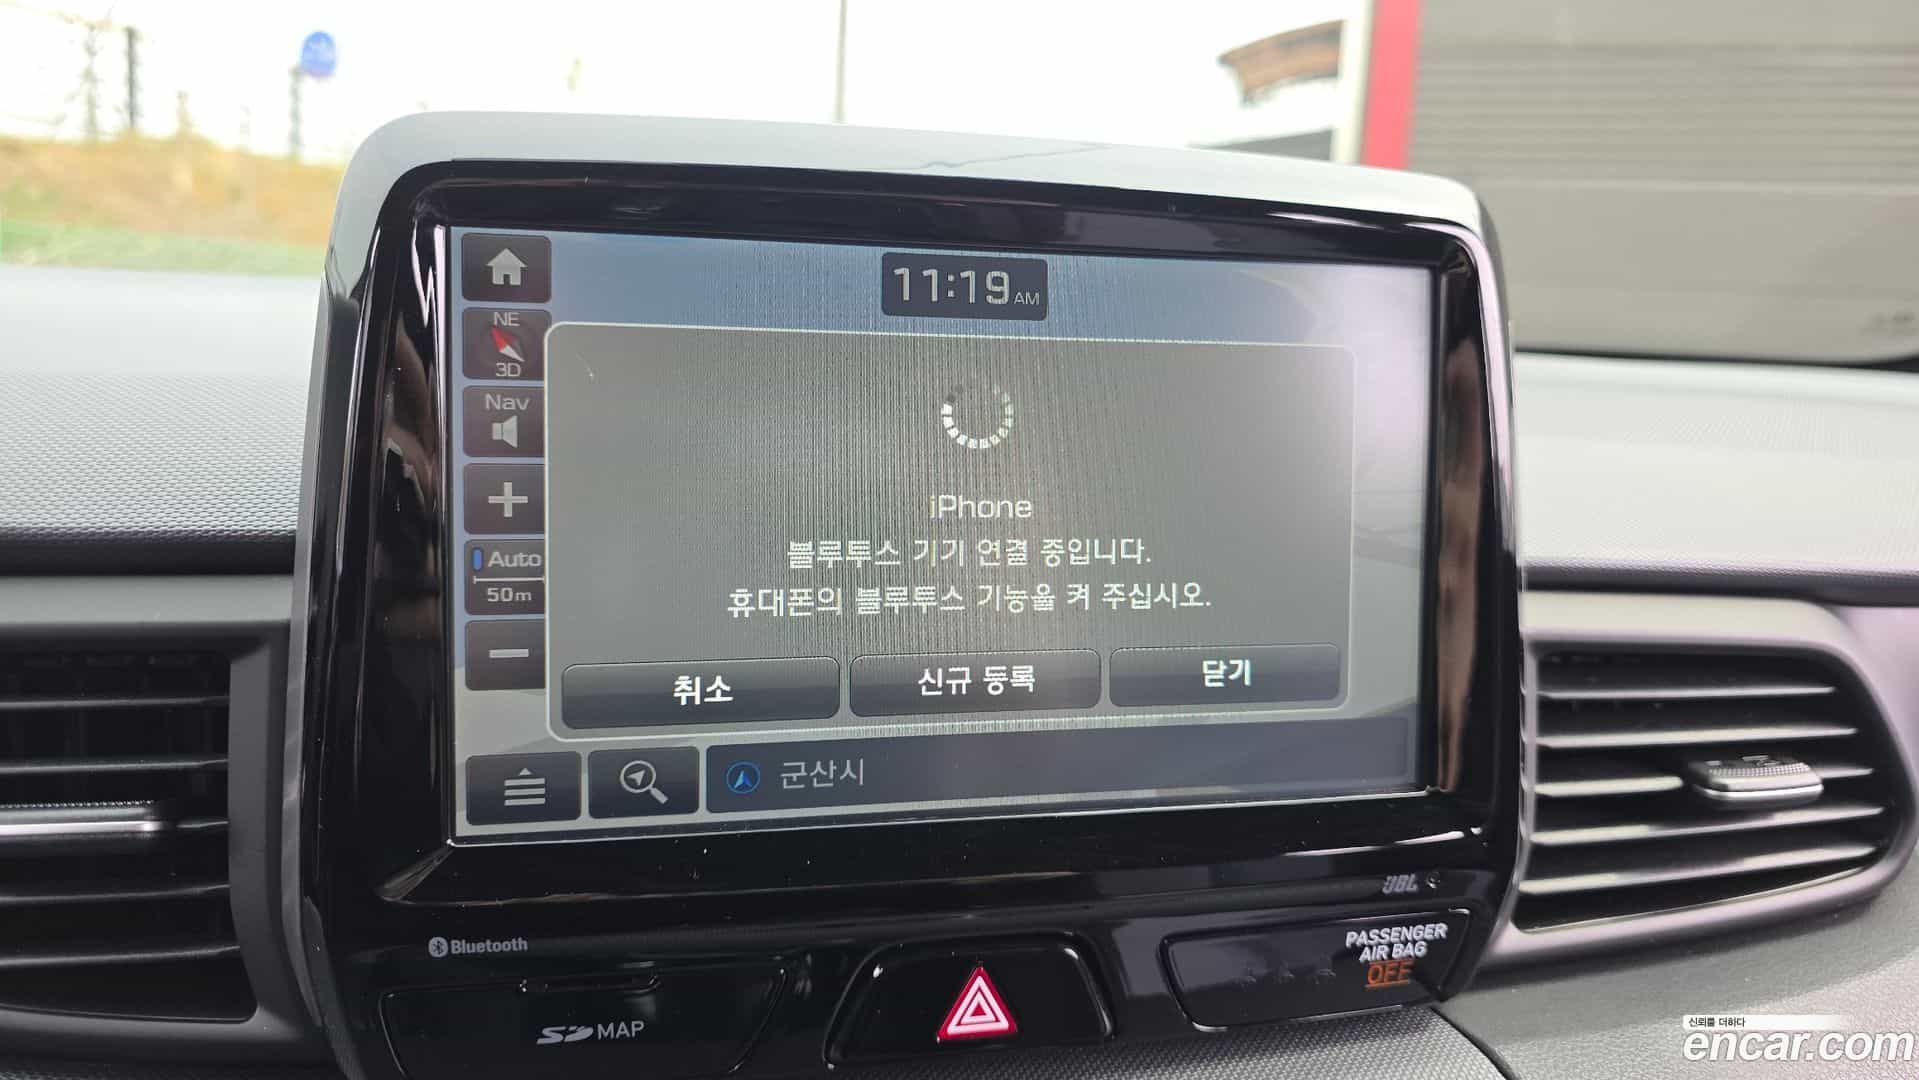 11:19 AM
NE
3D
Nav
iPhone
블루투스 기기 연결 중입니다.
휴대폰의 블루투스 기능을 켜 주십시오.
Auto
50m
취소
신규 등록
닫기
군산시
JBL
Bluetooth
PASSENGER
AIR BAG
OFF
SD MAP
신뢰를 더하다
encar.com